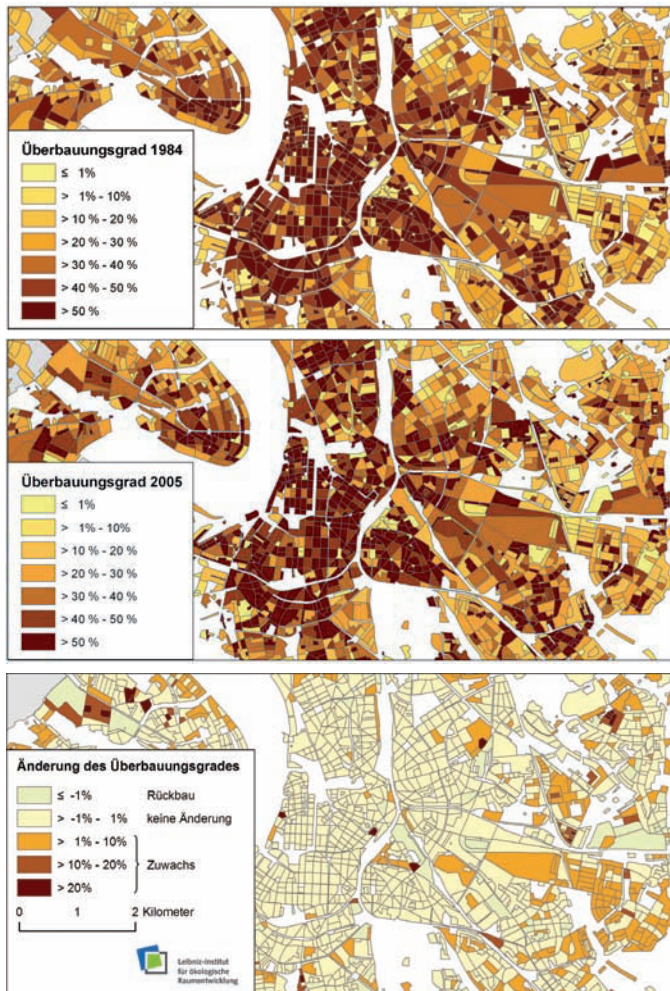 Überbauungsgrad 1984
≤ 1%
> 1% - 10%
> 10 % - 20 %
> 20 % - 30 %
> 30 % - 40 %
> 40 % - 50 %
> 50 %
Überbauungsgrad 2005
≤ 1%
> 1% - 10%
> 10 % - 20 %
> 20 % - 30 %
> 30 % - 40 %
> 40 % - 50 %
> 50 %
Änderung des Überbauungsgrades
≤ -1% Rückbau
> -1% - 1% keine Änderung
> 1% - 10%
> 10% - 20% Zuwachs
> 20%
0 1 2 Kilometer
Leibniz-Institut
für ökologische
Raumentwicklung